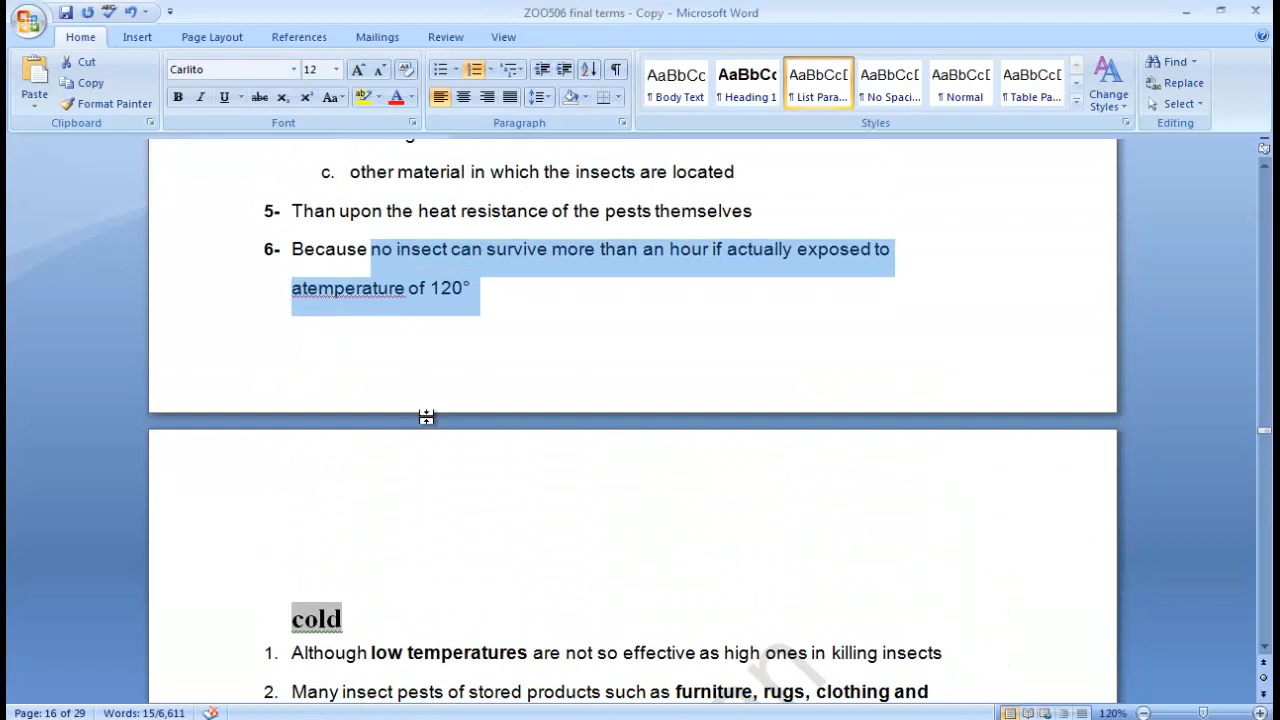 ZOO506 final terms - Copy - Microsoft Word
Home Insert Page Layout References Mailings Review View
Paste Cut Copy Format Painter
Carlito 12
AaBbCc AaBbCc AaBbCcD AaBbCcD AaBbCcD AaBbCcD
¶ Body Text ¶ Heading 1 ¶ List Para... ¶ No Spaci... ¶ Normal ¶ Table Pa...
Change Styles
Find Replace Select
Clipboard Font Paragraph Styles Editing
c. other material in which the insects are located
5- Than upon the heat resistance of the pests themselves
6- Because no insect can survive more than an hour if actually exposed to
atemperature of 120°
cold
1. Although low temperatures are not so effective as high ones in killing insects
2. Many insect pests of stored products such as furniture, rugs, clothing and
Page: 16 of 29 Words: 15/6,611 120%